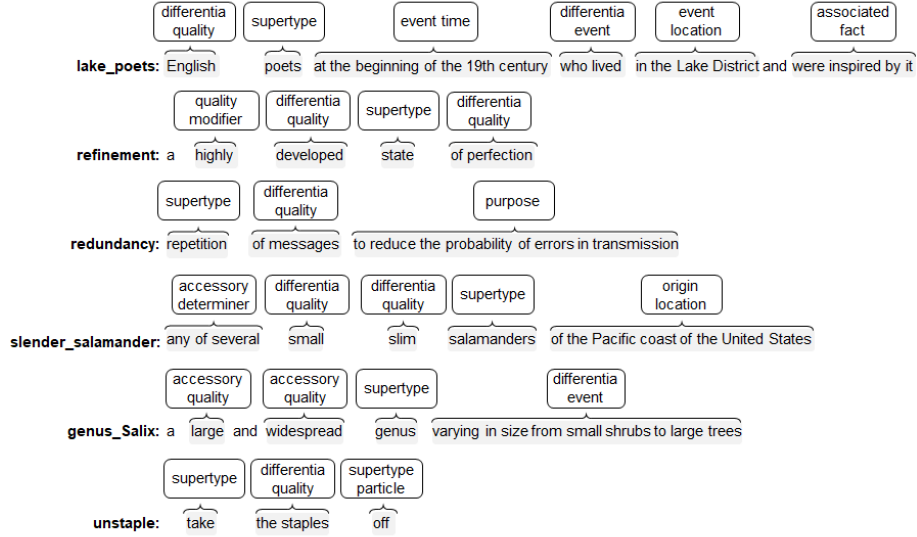 differentia quality supertype event time differentia event event location associated fact
lake_poets: English poets at the beginning of the 19th century who lived in the Lake District and were inspired by it
quality modifier differentia quality supertype differentia quality
refinement: a highly developed state of perfection
supertype differentia quality purpose
redundancy: repetition of messages to reduce the probability of errors in transmission
accessory determiner differentia quality differentia quality supertype origin location
slender_salamander: any of several small slim salamanders of the Pacific coast of the United States
accessory quality accessory quality supertype differentia event
genus_Salix: a large and widespread genus varying in size from small shrubs to large trees
supertype differentia quality supertype particle
unstaple: take the staples off